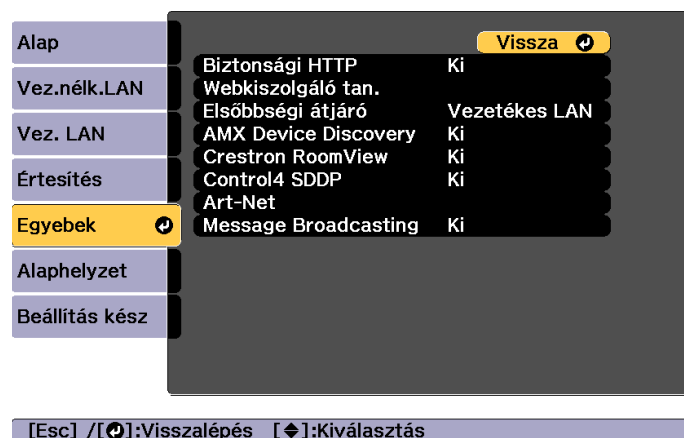 Alap
Vez.nélk.LAN
Vez. LAN
Értesítés
Egyebek
Alaphelyzet
Beállítás kész
Vissza
Biztonsági HTTP Ki
Webkiszolgáló tan.
Elsőbbségi átjáró Vezetékes LAN
AMX Device Discovery Ki
Crestron RoomView Ki
Control4 SDDP Ki
Art-Net
Message Broadcasting Ki
[Esc] /[ ]:Visszalépés [ ]:Kiválasztás